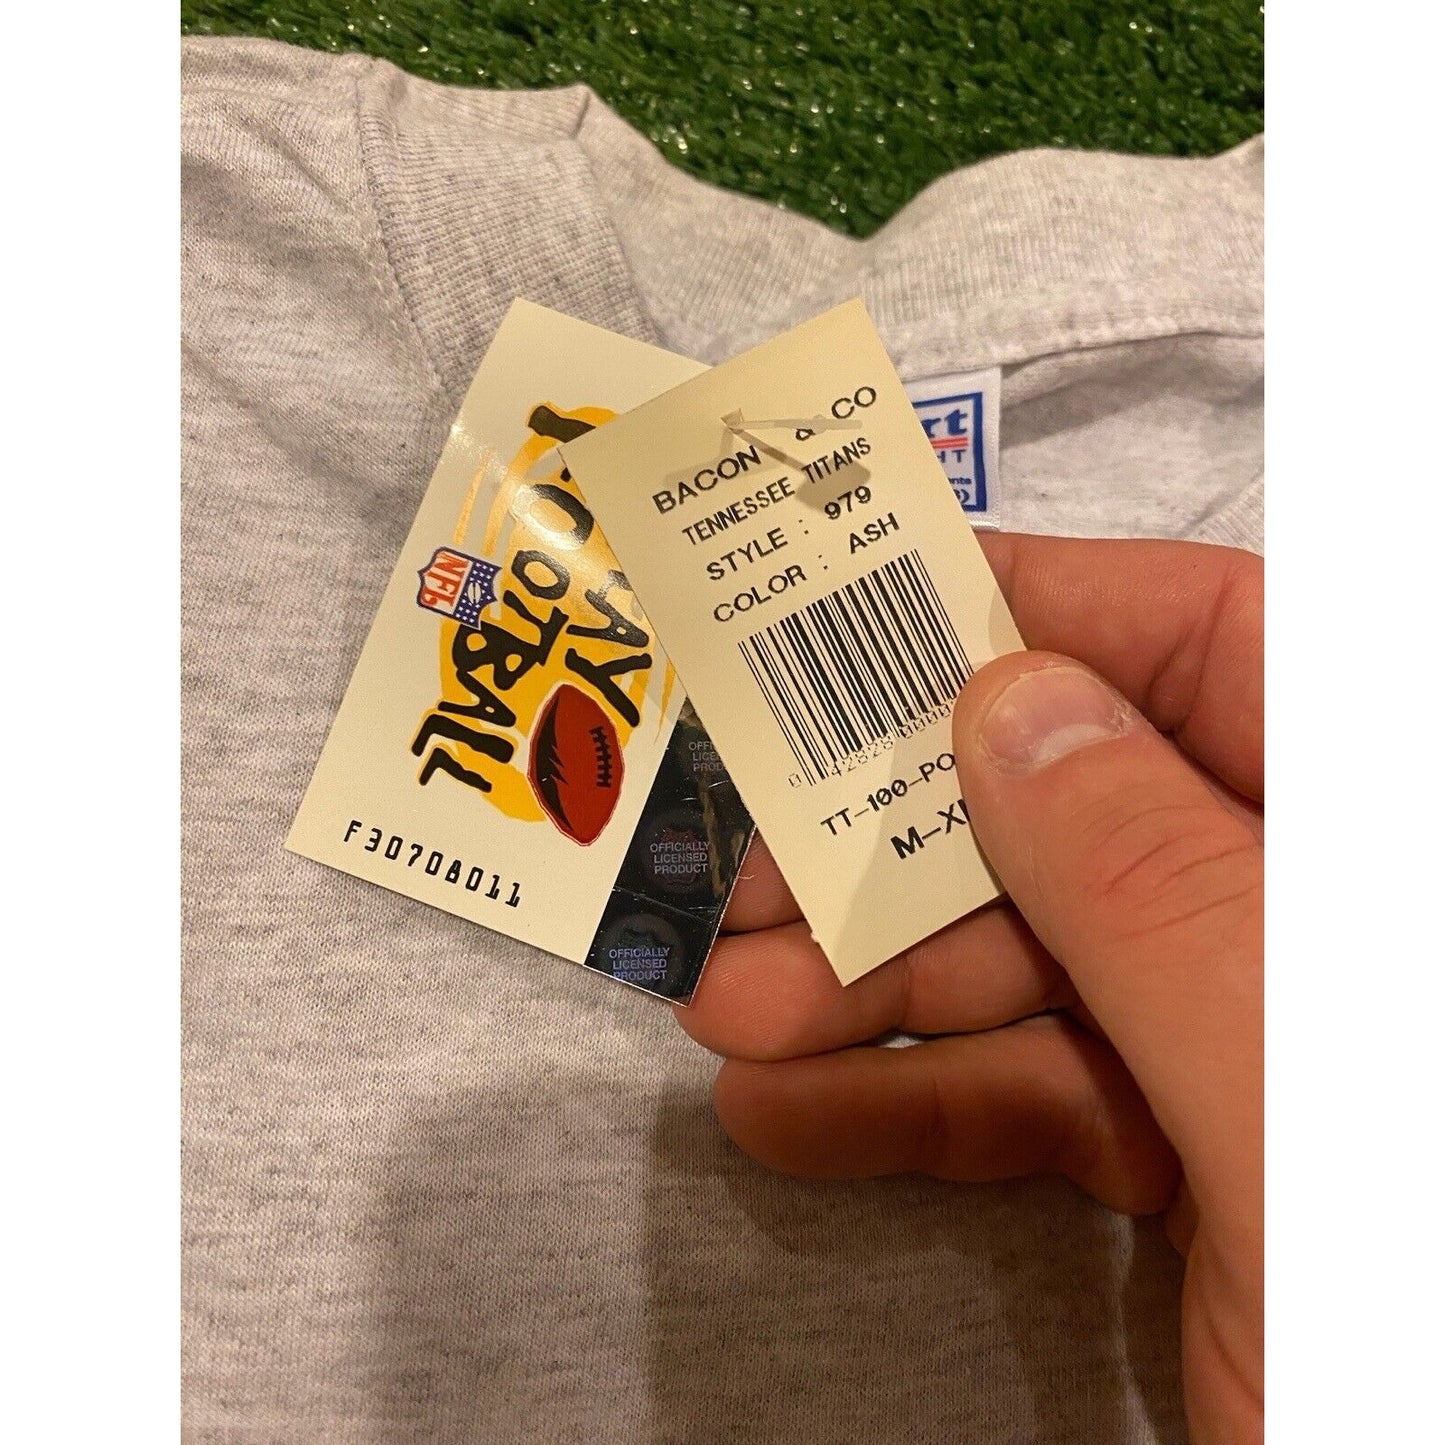 PLAY
FOOTBALL
NFL
F30708011
OFFICIALLY
LICENSED
PRODUCT
OFFICIALLY
LICENSED
PRODUCT
BACON & CO
TENNESSEE TITANS
STYLE : 979
COLOR : ASH
TT-100-PO
M-XL